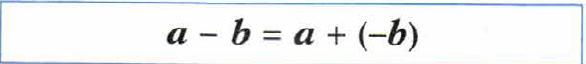 a − b = a + (−b)